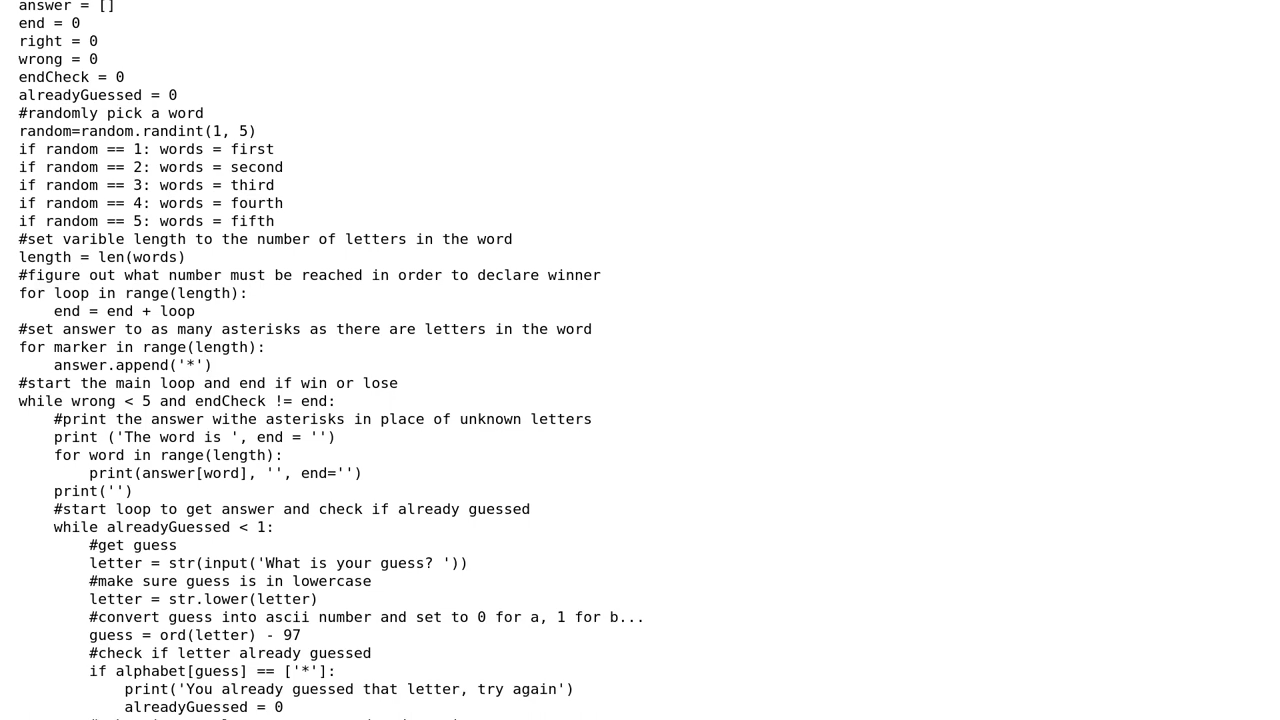 answer = []
end = 0
right = 0
wrong = 0
endCheck = 0
alreadyGuessed = 0
#randomly pick a word
random=random.randint(1, 5)
if random == 1: words = first
if random == 2: words = second
if random == 3: words = third
if random == 4: words = fourth
if random == 5: words = fifth
#set varible length to the number of letters in the word
length = len(words)
#figure out what number must be reached in order to declare winner
for loop in range(length):
    end = end + loop
#set answer to as many asterisks as there are letters in the word
for marker in range(length):
    answer.append('*')
#start the main loop and end if win or lose
while wrong < 5 and endCheck != end:
    #print the answer withe asterisks in place of unknown letters
    print ('The word is ', end = '')
    for word in range(length):
        print(answer[word], '', end='')
    print('')
    #start loop to get answer and check if already guessed
    while alreadyGuessed < 1:
        #get guess
        letter = str(input('What is your guess? '))
        #make sure guess is in lowercase
        letter = str.lower(letter)
        #convert guess into ascii number and set to 0 for a, 1 for b...
        guess = ord(letter) - 97
        #check if letter already guessed
        if alphabet[guess] == ['*']:
            print('You already guessed that letter, try again')
            alreadyGuessed = 0